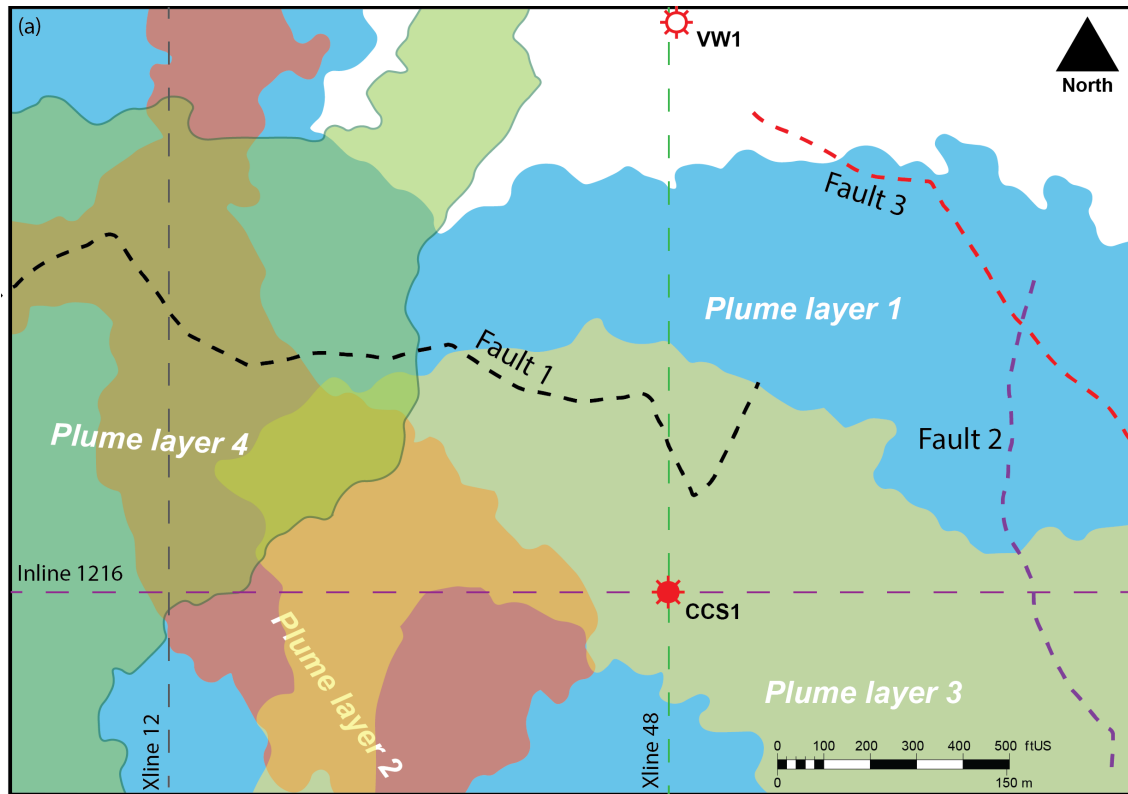 (a)
VW1
North
Fault 3
Plume layer 1
Fault 1
Plume layer 4
Fault 2
Inline 1216
CCS1
Plume layer 2
Plume layer 3
Xline 12
Xline 48
0 100 200 300 400 500 ftUS
0 150 m